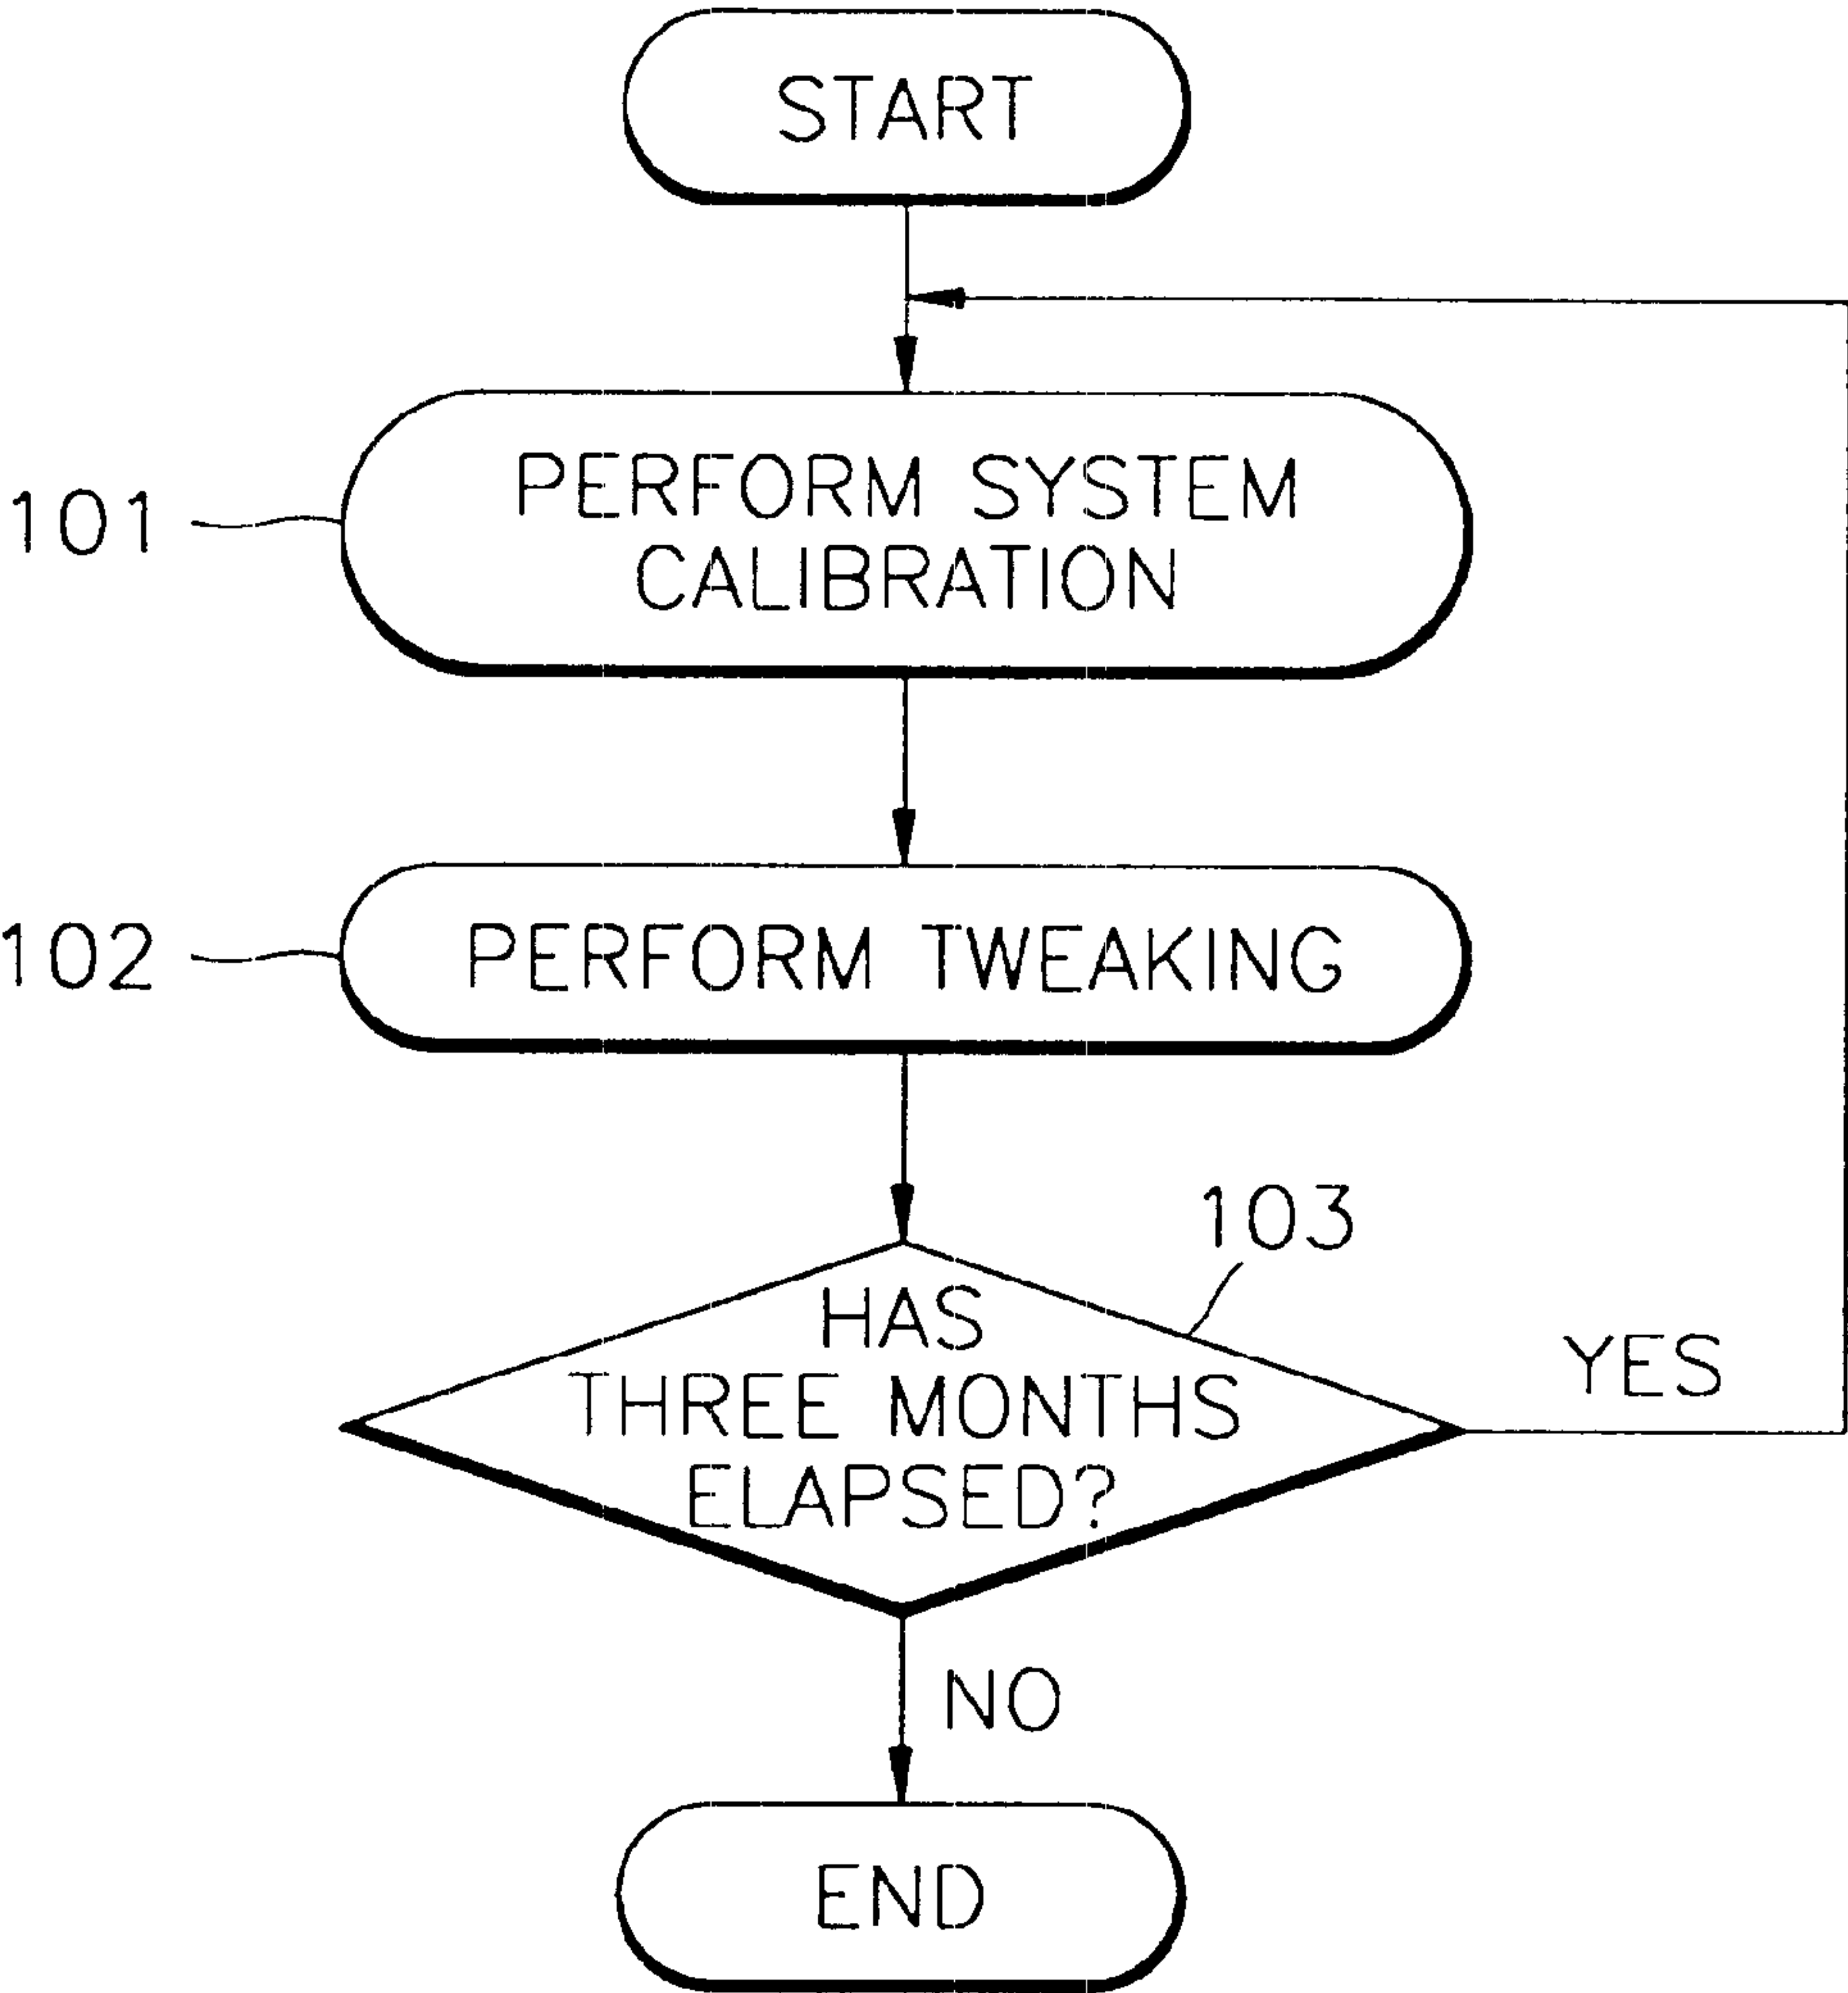 START
PERFORM SYSTEM
CALIBRATION
101
PERFORM TWEAKING
102
103
HAS
THREE MONTHS
ELAPSED?
YES
NO
END